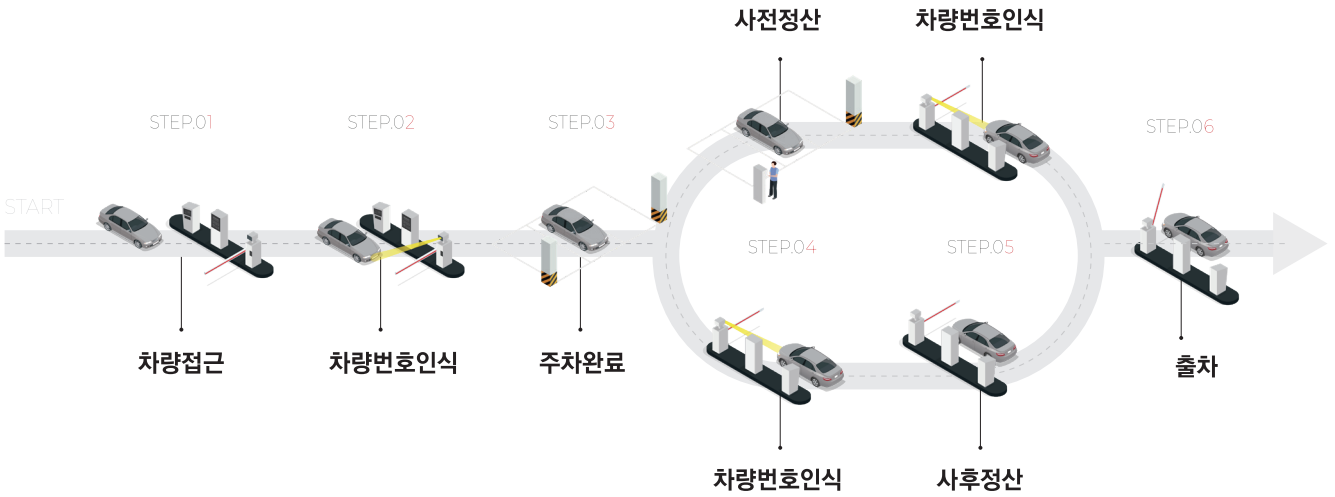 사전정산
차량번호인식
STEP.01
STEP.02
STEP.03
STEP.06
START
STEP.04
STEP.05
차량접근
차량번호인식
주차완료
출차
차량번호인식
사후정산